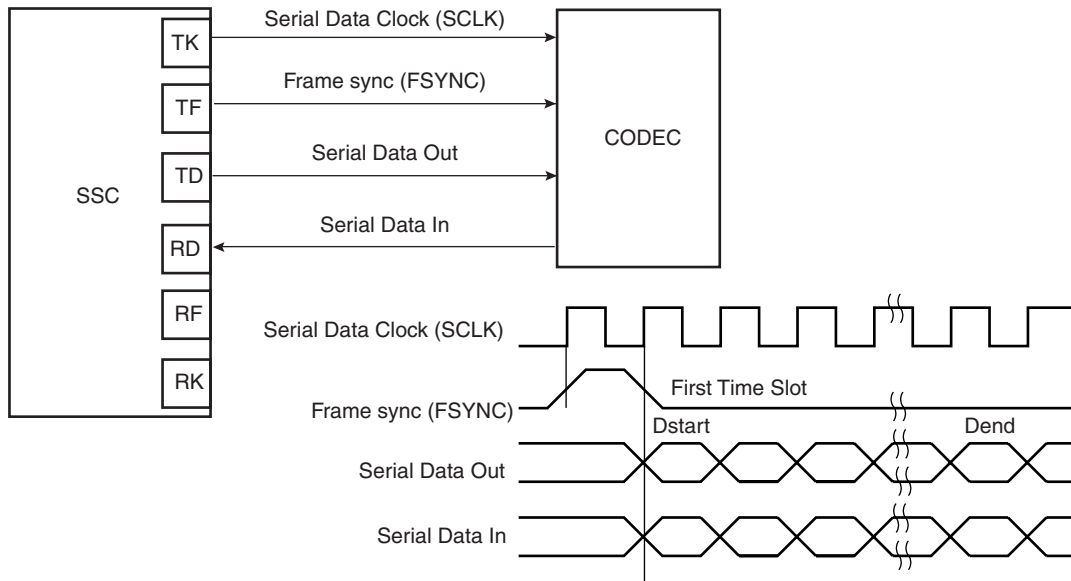 Serial Data Clock (SCLK)
TK
Frame sync (FSYNC)
TF
CODEC
Serial Data Out
TD
SSC
Serial Data In
RD
RF
Serial Data Clock (SCLK)
RK
First Time Slot
Frame sync (FSYNC)
Dstart
Dend
Serial Data Out
Serial Data In